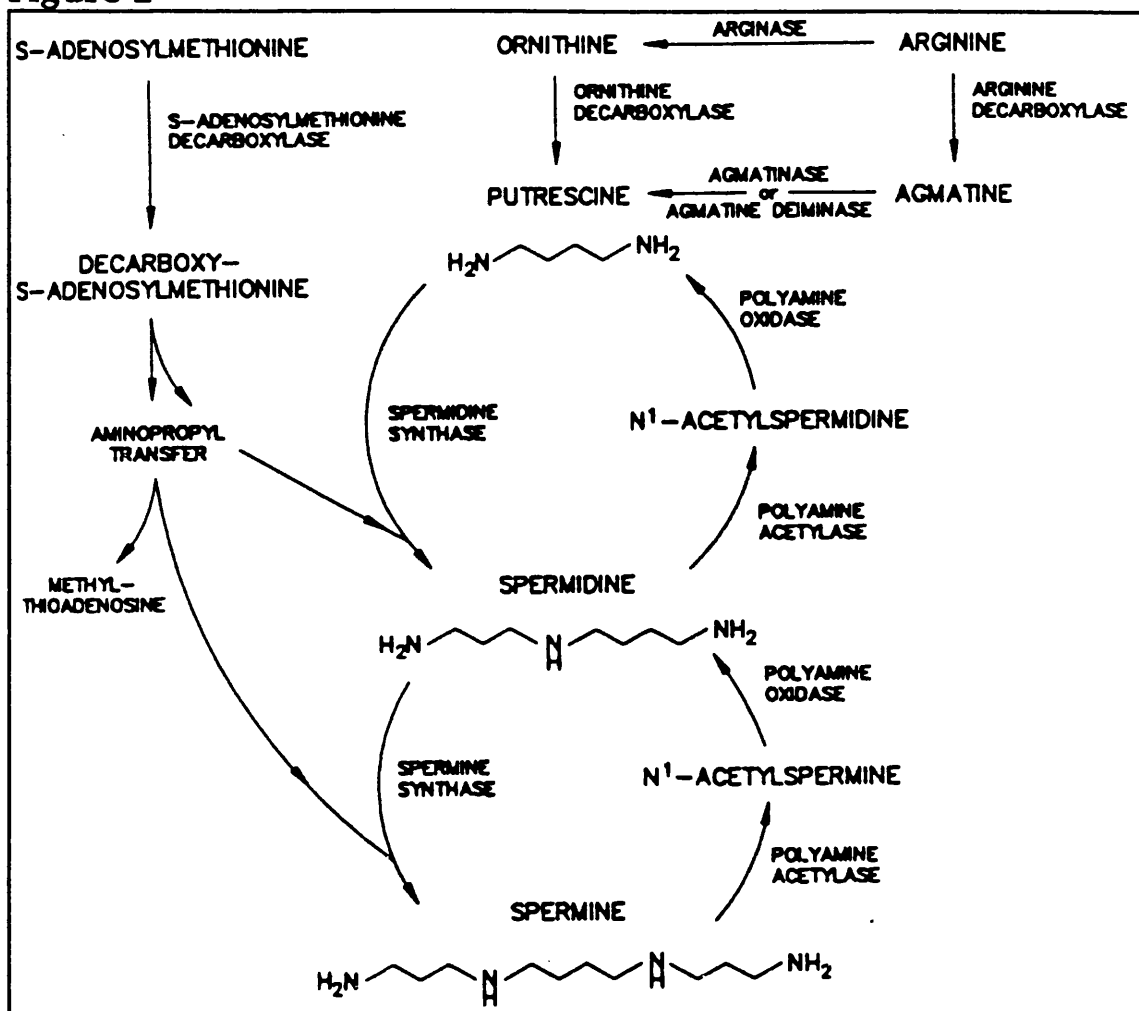 Figure 2
S-ADENOSYLMETHIONINE
ORNITHINE
ARGINASE
ARGININE
S-ADENOSYLMETHIONINE
DECARBOXYLASE
ORNITHINE
DECARBOXYLASE
ARGININE
DECARBOXYLASE
PUTRESCINE
AGMATINASE
or
AGMATINE DEIMINASE
AGMATINE
H2N
NH2
DECARBOXY-
S-ADENOSYLMETHIONINE
POLYAMINE
OXIDASE
SPERMIDINE
SYNTHASE
N1-ACETYLSPERMIDINE
AMINOPROPYL
TRANSFER
POLYAMINE
ACETYLASE
METHYL-
THIOADENOSINE
SPERMIDINE
H2N
N
H
NH2
POLYAMINE
OXIDASE
SPERMINE
SYNTHASE
N1-ACETYLSPERMINE
POLYAMINE
ACETYLASE
SPERMINE
H2N
N
H
N
H
NH2